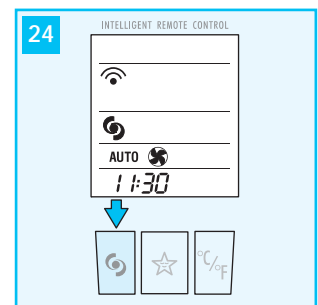 24
INTELLIGENT REMOTE CONTROL
AUTO
11:30
°C/°F